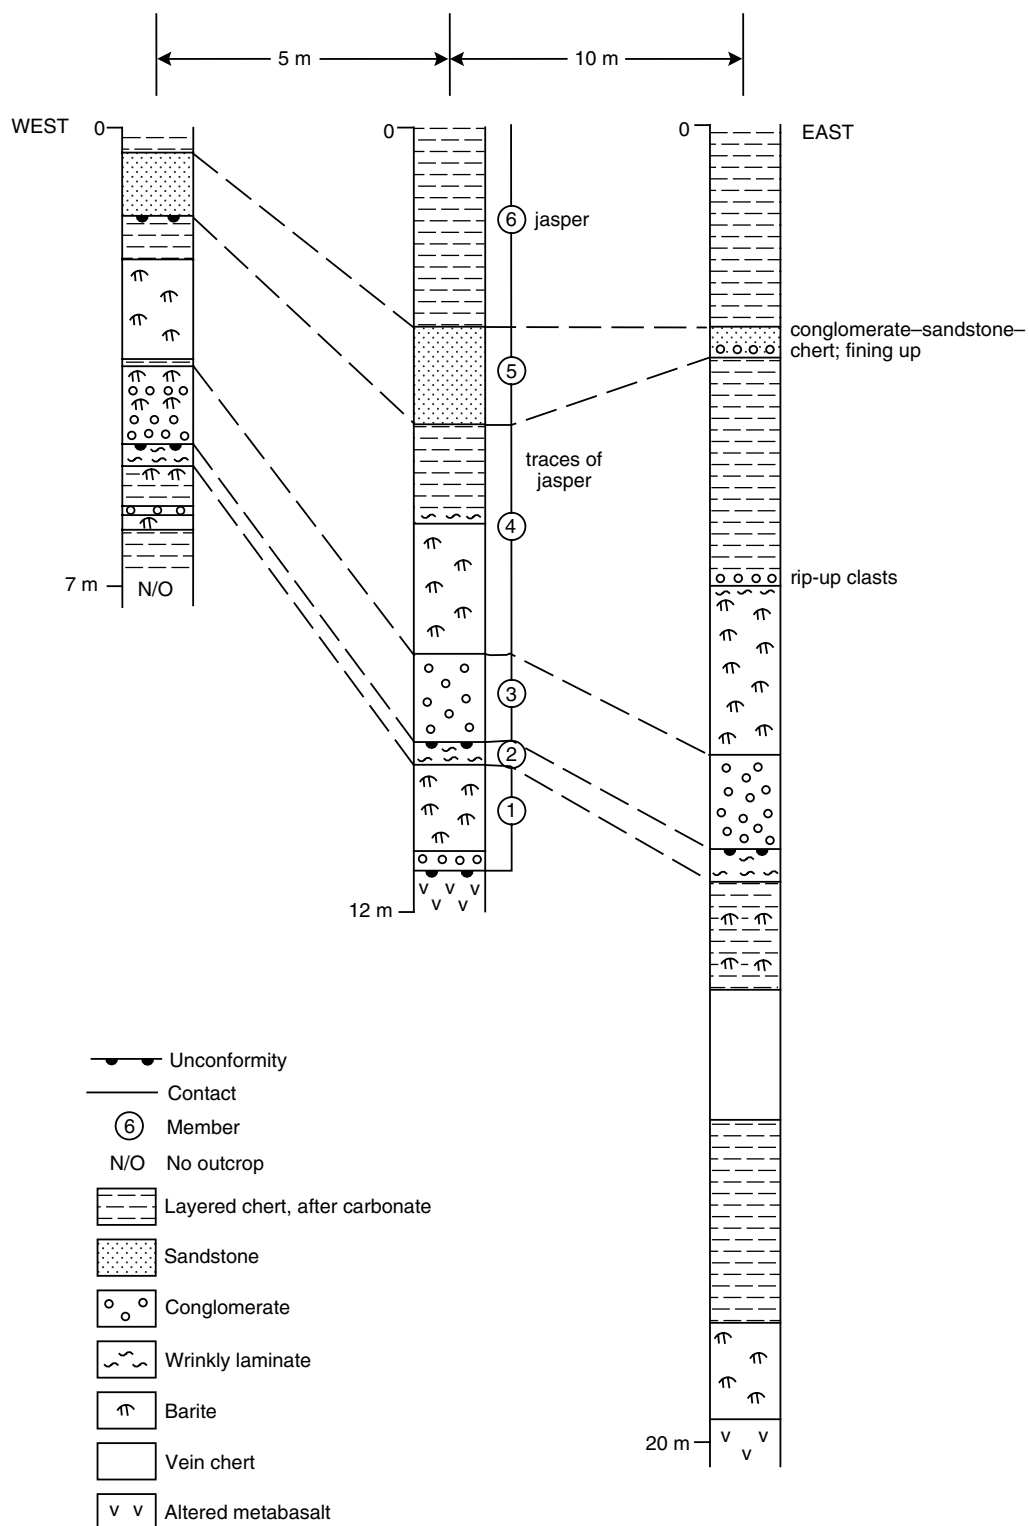 5 m
10 m
WEST
0
0
0
EAST
6
jasper
conglomerate–sandstone–
chert; fining up
5
traces of
jasper
4
rip-up clasts
7 m
N/O
3
2
1
v v v
v v
12 m
Unconformity
Contact
6
Member
N/O
No outcrop
Layered chert, after carbonate
Sandstone
Conglomerate
Wrinkly laminate
Barite
20 m
v v
v
Vein chert
v v
Altered metabasalt